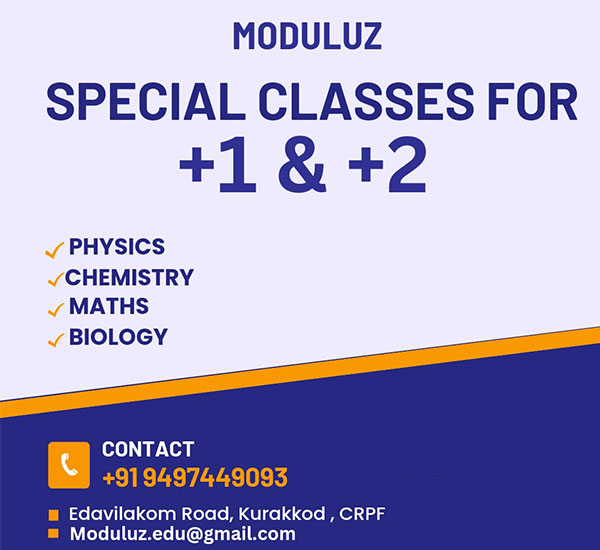 MODULUZ
SPECIAL CLASSES FOR
+1 & +2
PHYSICS
CHEMISTRY
MATHS
BIOLOGY
CONTACT
+91 9497449093
Edavilakom Road, Kurakkod , CRPF
Moduluz.edu@gmail.com